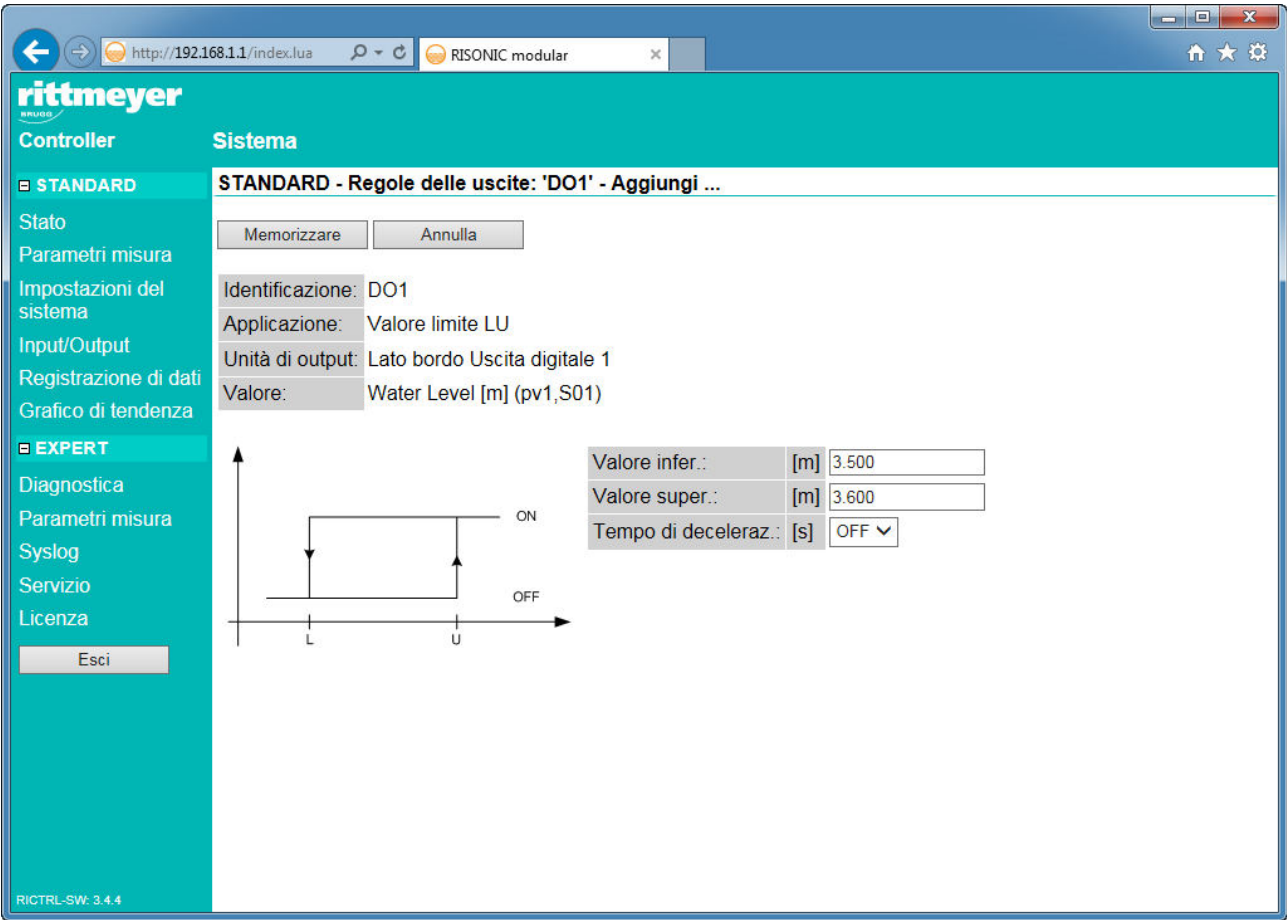 http://192.168.1.1/index.lua
RISONIC modular
rittmeyer
BRUGG
Controller
Sistema
STANDARD
Stato
Parametri misura
Impostazioni del
sistema
Input/Output
Registrazione di dati
Grafico di tendenza
EXPERT
Diagnostica
Parametri misura
Syslog
Servizio
Licenza
Esci
RICTRL-SW: 3.4.4
STANDARD - Regole delle uscite: 'DO1' - Aggiungi ...
Memorizzare Annulla
Identificazione: DO1
Applicazione: Valore limite LU
Unità di output: Lato bordo Uscita digitale 1
Valore: Water Level [m] (pv1,S01)
ON
OFF
L U
Valore infer.: [m] 3.500
Valore super.: [m] 3.600
Tempo di deceleraz.: [s] OFF